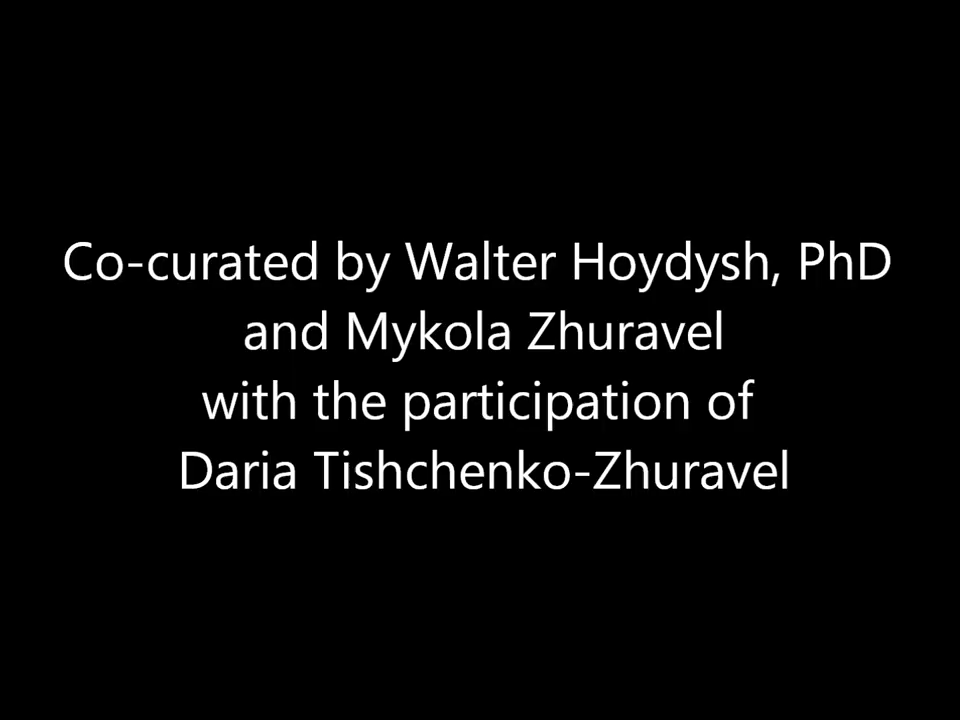 Co-curated by Walter Hoydysh, PhD
and Mykola Zhuravel
with the participation of
Daria Tishchenko-Zhuravel